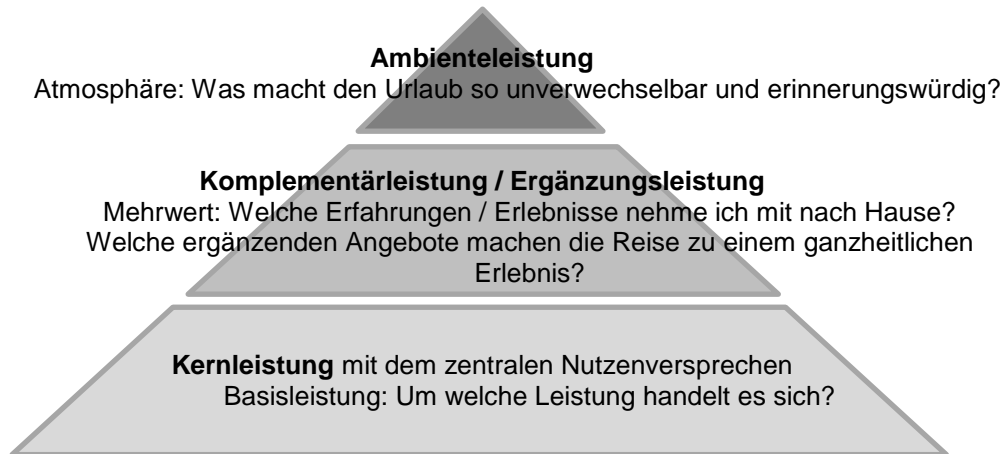 Ambienteleistung
Atmosphäre: Was macht den Urlaub so unverwechselbar und erinnerungswürdig?
Komplementärleistung / Ergänzungsleistung
Mehrwert: Welche Erfahrungen / Erlebnisse nehme ich mit nach Hause?
Welche ergänzenden Angebote machen die Reise zu einem ganzheitlichen
Erlebnis?
Kernleistung mit dem zentralen Nutzenversprechen
Basisleistung: Um welche Leistung handelt es sich?